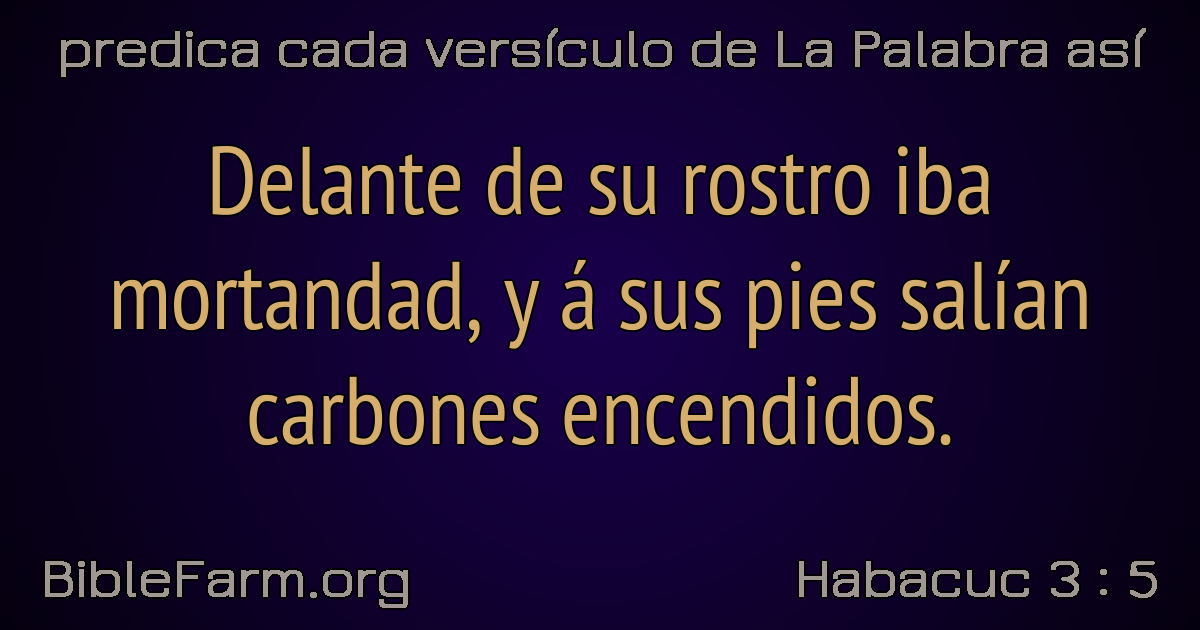 predica cada versículo de La Palabra así
Delante de su rostro iba
mortandad, y á sus pies salían
carbones encendidos.
BibleFarm.org
Habacuc 3 : 5